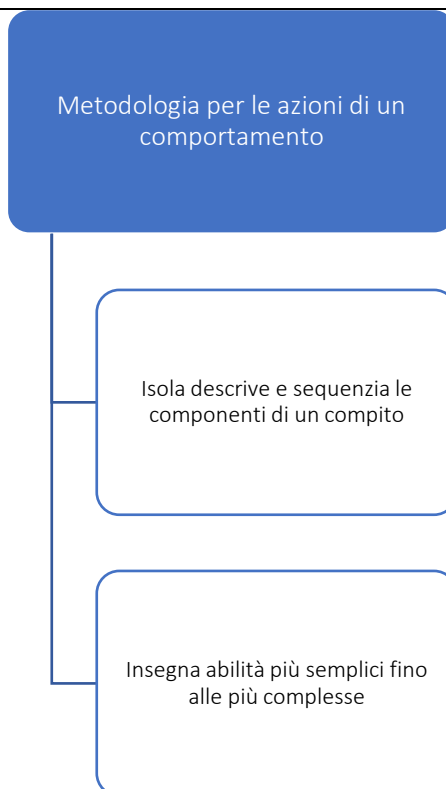 Metodologia per le azioni di un
comportamento
Isola descrive e sequenzia le
componenti di un compito
Insegna abilità più semplici fino
alle più complesse